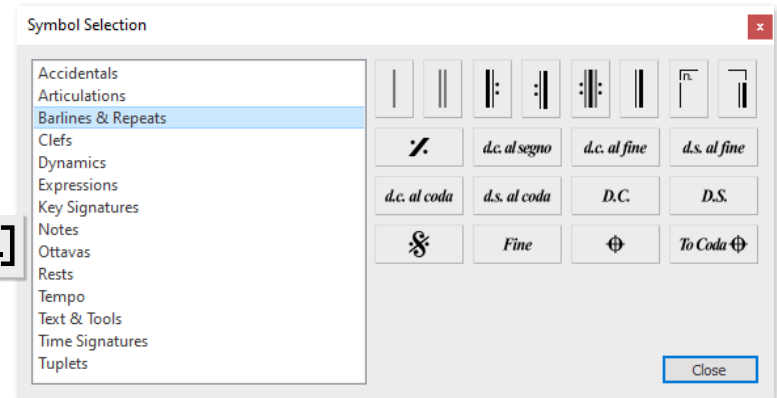 Symbol Selection
x
Accidentals
Articulations
Barlines & Repeats
Clefs
Dynamics
Expressions
Key Signatures
Notes
Ottavas
Rests
Tempo
Text & Tools
Time Signatures
Tuplets
n.
d.c. al segno
d.c. al fine
d.s. al fine
d.c. al coda
d.s. al coda
D.C.
D.S.
Fine
To Coda
Close